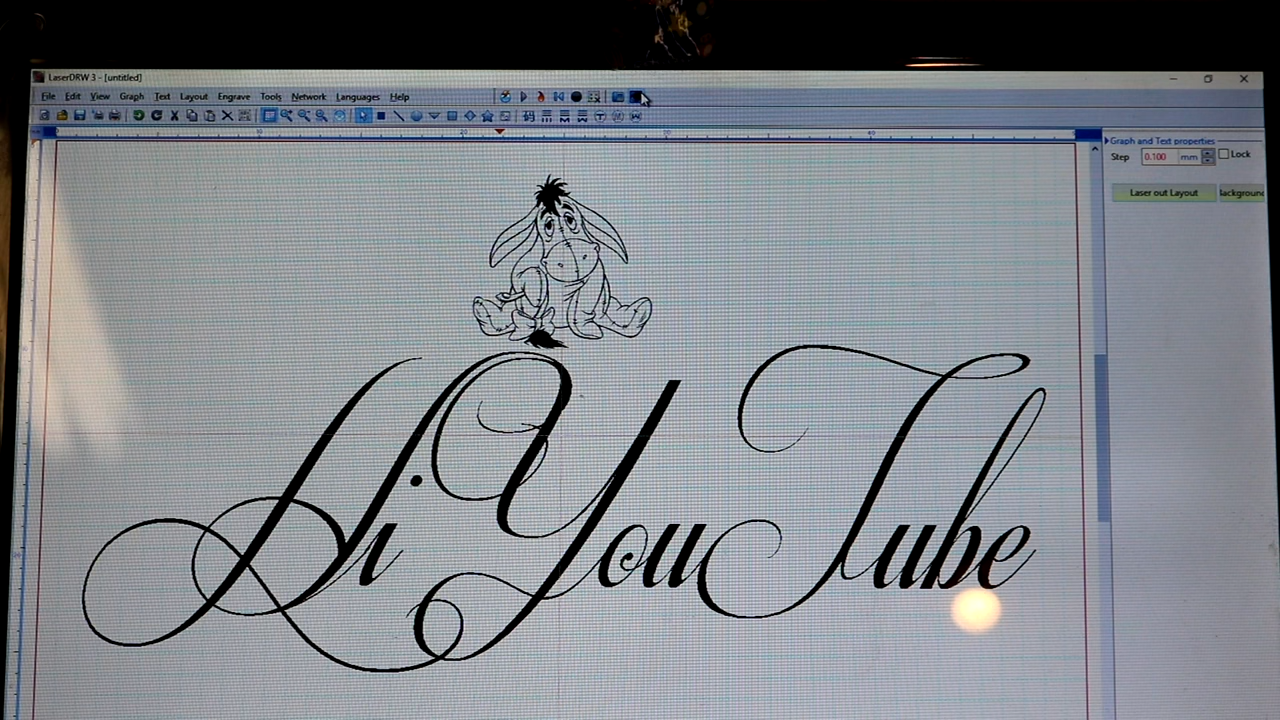 LaserDRW 3 - [untitled]
File Edit View Graph Text Layout Engrave Tools Network Languages Help
Graph and Text properties
Step 0.100 mm Lock
Laser out Layout Background
Hi YouTube